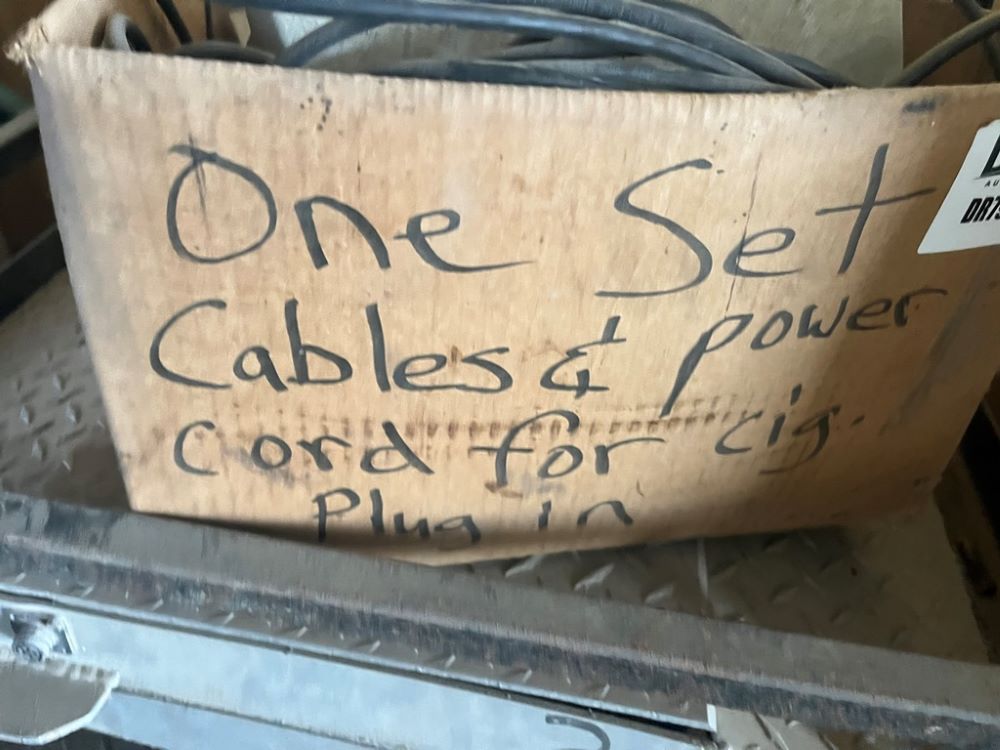 One Set
Cables & power
cord for cig.
Plug in